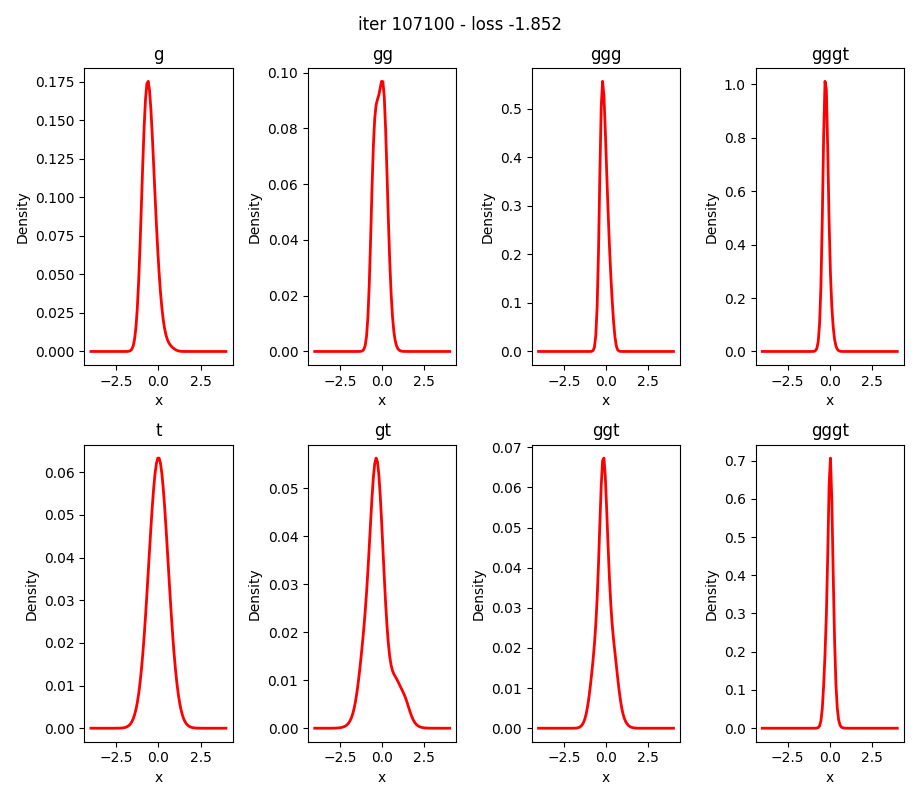 iter 107100 - loss -1.852
g
gg
ggg
gggt
0.175
0.150
0.125
0.100
0.075
0.050
0.025
0.000
Density
−2.5 0.0 2.5
x
0.10
0.08
0.06
0.04
0.02
0.00
Density
−2.5 0.0 2.5
x
0.5
0.4
0.3
0.2
0.1
0.0
Density
−2.5 0.0 2.5
x
1.0
0.8
0.6
0.4
0.2
0.0
Density
−2.5 0.0 2.5
x
t
gt
ggt
gggt
0.06
0.05
0.04
0.03
0.02
0.01
0.00
Density
−2.5 0.0 2.5
x
0.05
0.04
0.03
0.02
0.01
0.00
Density
−2.5 0.0 2.5
x
0.07
0.06
0.05
0.04
0.03
0.02
0.01
0.00
Density
−2.5 0.0 2.5
x
0.7
0.6
0.5
0.4
0.3
0.2
0.1
0.0
Density
−2.5 0.0 2.5
x